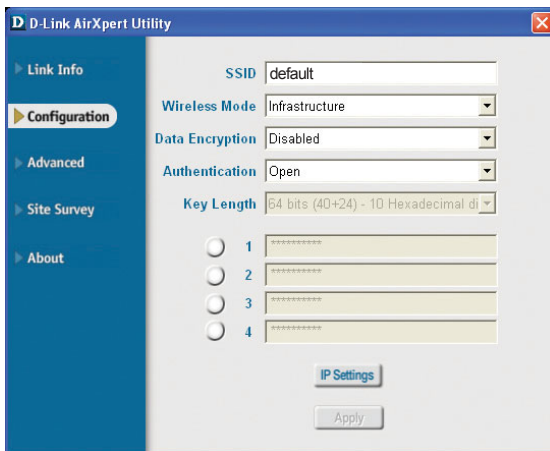 D D-Link AirXpert Utility
Link Info
Configuration
Advanced
Site Survey
About
SSID default
Wireless Mode Infrastructure
Data Encryption Disabled
Authentication Open
Key Length 64 bits (40+24) - 10 Hexadecimal di
1 **********
2 **********
3 **********
4 **********
IP Settings
Apply